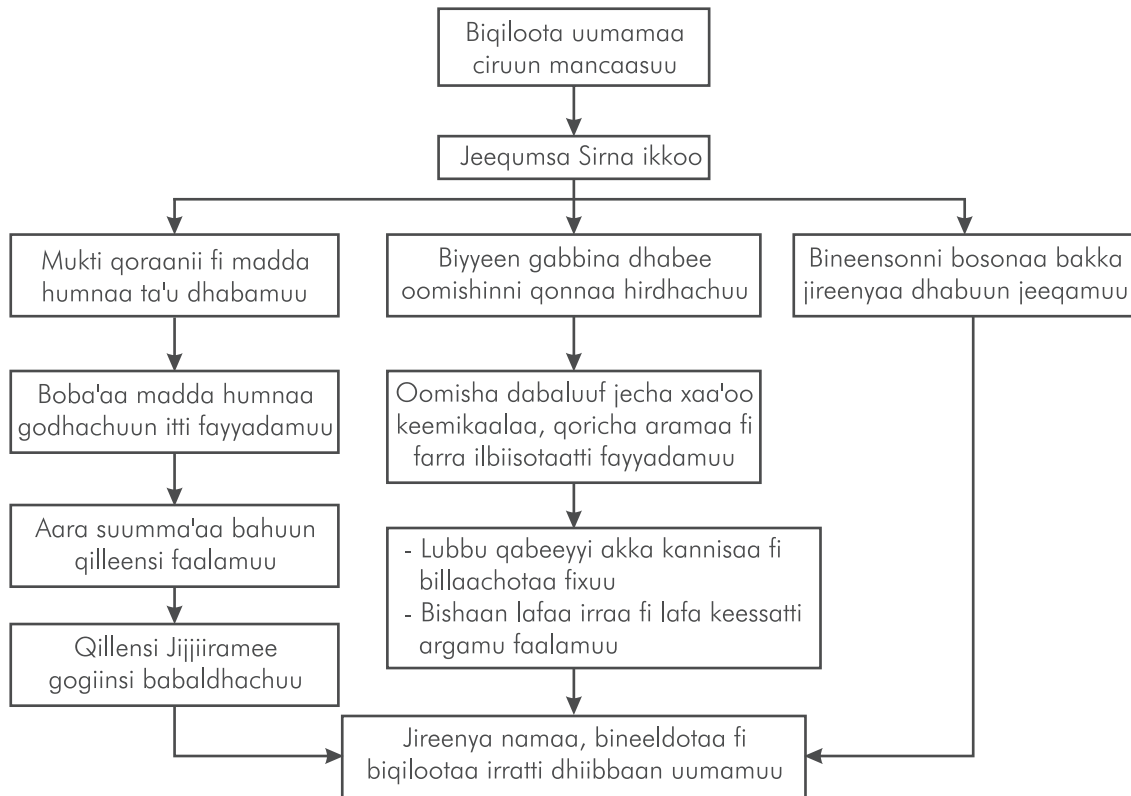 Biqiloota uumamaa
ciruun mancaasuu
Jeequmsa Sirna ikkoo
Mukti qoraanii fi madda
humnaa ta'u dhabamuu
Biyyeen gabbina dhabee
oomishinni qonnaa hirdhachuu
Bineensonni bosonaa bakka
jireenyaa dhabuun jeeqamuu
Boba'aa madda humnaa
godhachuun itti fayyadamuu
Oomisha dabaluuf jecha xaa'oo
keemikaalaa, qoricha aramaa fi
farra ilbiisotaatti fayyadamuu
Aara suumma'aa bahuun
qilleensi faalamuu
- Lubbu qabeeyyi akka kannisaa fi
billaachotaa fixuu
- Bishaan lafaa irraa fi lafa keessatti
argamu faalamuu
Qillensi Jijjiiramee
gogiinsi babaldhachuu
Jireenya namaa, bineeldotaa fi
biqilootaa irratti dhiibbaan uumamuu